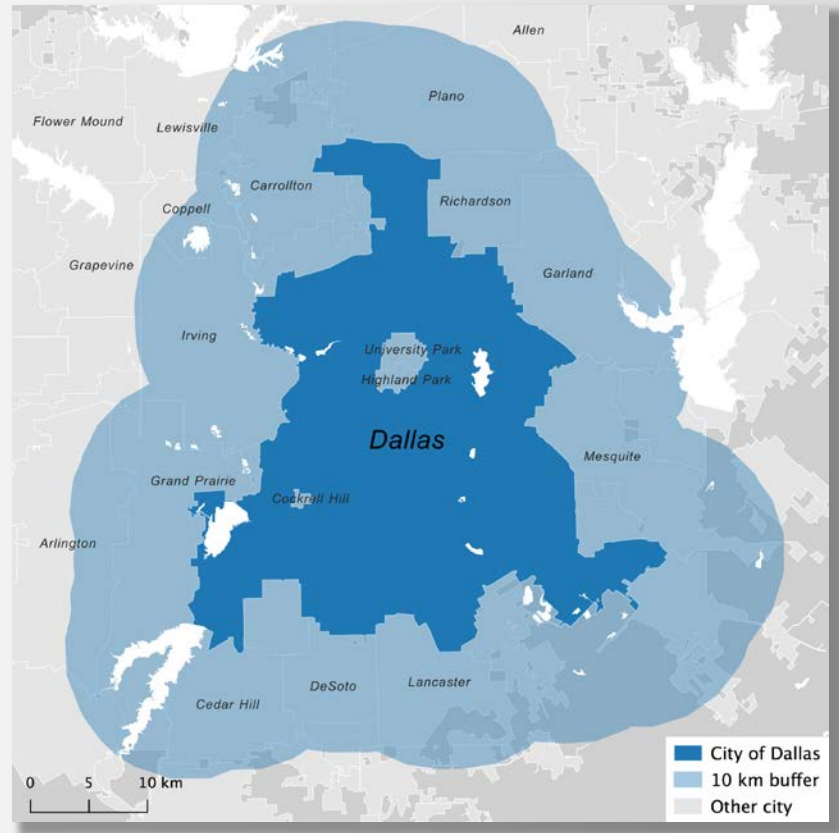 Allen
Plano
Flower Mound
Lewisville
Carrollton
Richardson
Coppell
Grapevine
Garland
Irving
University Park
Highland Park
Dallas
Mesquite
Grand Prairie
Cockrell Hill
Arlington
Lancaster
DeSoto
Cedar Hill
City of Dallas
10 km buffer
Other city
0 5 10 km